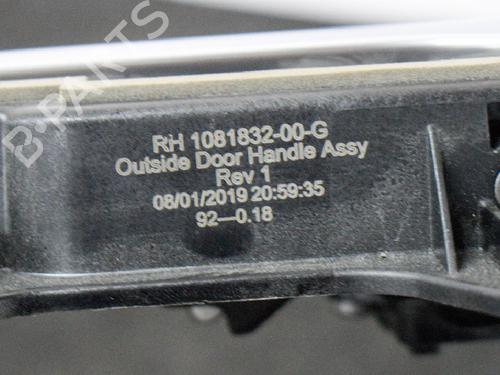 RH 1081832-00-G
Outside Door Handle Assy
Rev 1
08/01/2019 20:59:35
92—0.18
B-PARTS